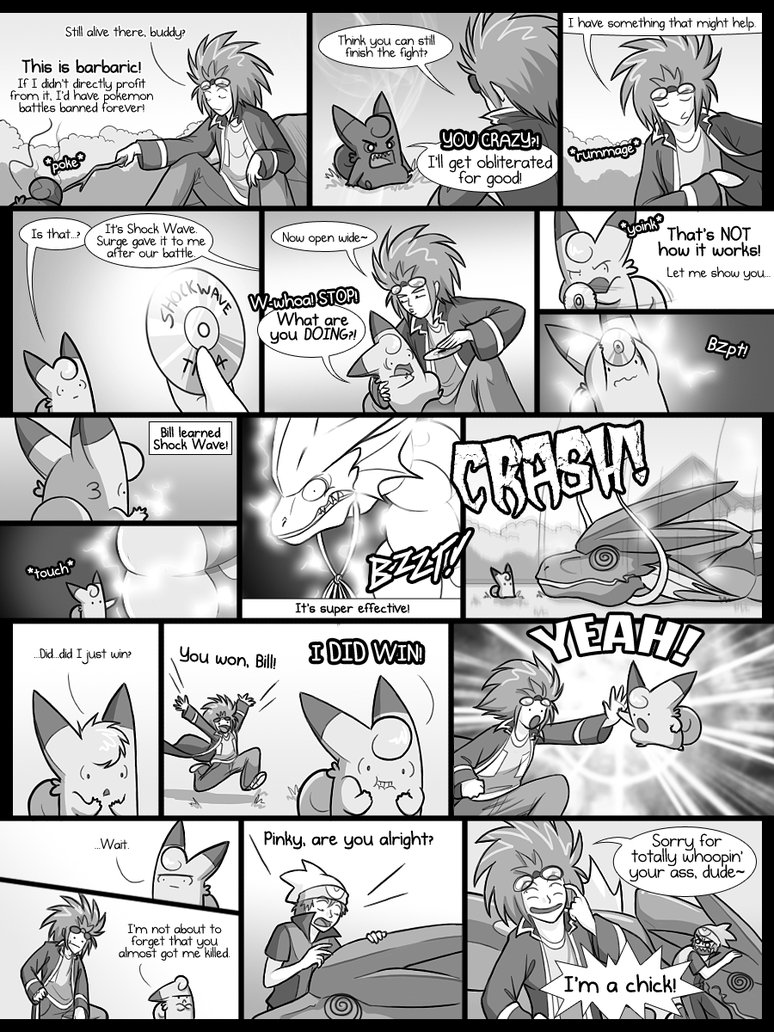 Still alive there, buddy?
This is barbaric!
If I didn't directly profit
from it, I'd have pokemon
battles banned forever!
*poke*
Think you can still
finish the fight?
YOU CRAZY?!
I'll get obliterated
for good!
I have something that might help.
*rummage*
Is that...?
It's Shock Wave.
Surge gave it to me
after our battle.
SHOCKWAVE
Now open wide~
W-whoa! STOP!
What are
you DOING?!
*yoink*
That's NOT
how it works!
Let me show you...
Bzpt!
Bill learned
Shock Wave!
*touch*
BZZT!
It's super effective!
CRASH!
...Did...did I just win?
You won, Bill!
I DID WIN!
YEAH!
...Wait.
I'm not about to
forget that you
almost got me killed.
Pinky, are you alright?
Sorry for
totally whoopin'
your ass, dude~
I'm a chick!